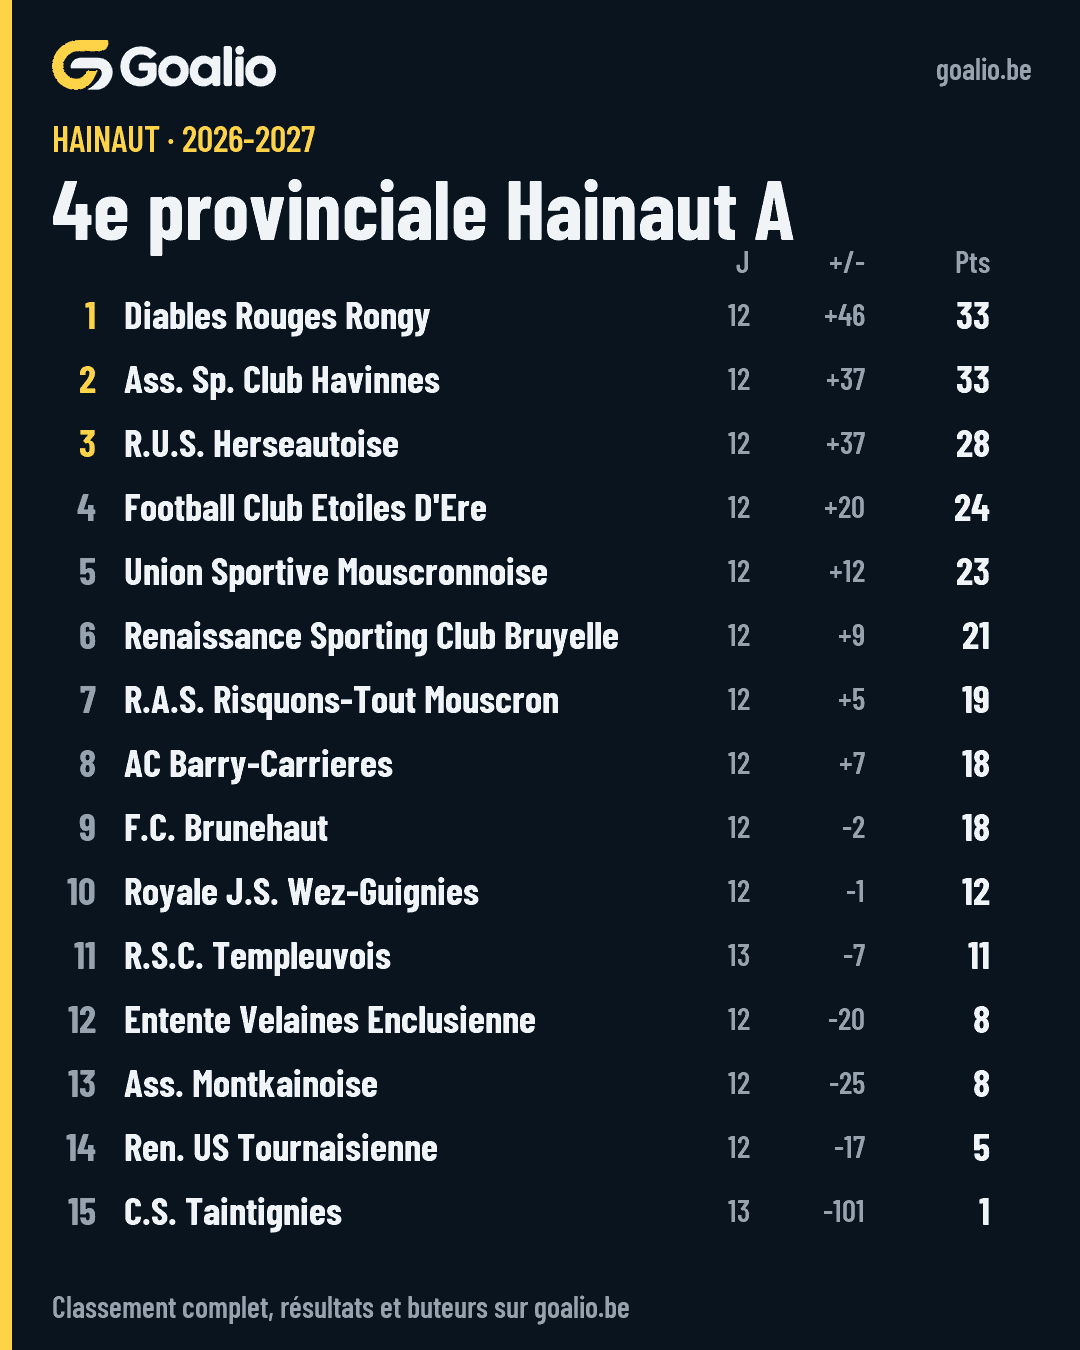 Goalio
goalio.be
HAINAUT · 2026-2027
4e provinciale Hainaut A
J +/- Pts
1 Diables Rouges Rongy 12 +46 33
2 Ass. Sp. Club Havinnes 12 +37 33
3 R.U.S. Herseautoise 12 +37 28
4 Football Club Etoiles D'Ere 12 +20 24
5 Union Sportive Mouscronnoise 12 +12 23
6 Renaissance Sporting Club Bruyelle 12 +9 21
7 R.A.S. Risquons-Tout Mouscron 12 +5 19
8 AC Barry-Carrieres 12 +7 18
9 F.C. Brunehaut 12 -2 18
10 Royale J.S. Wez-Guignies 12 -1 12
11 R.S.C. Templeuvois 13 -7 11
12 Entente Velaines Enclusienne 12 -20 8
13 Ass. Montkainoise 12 -25 8
14 Ren. US Tournaisienne 12 -17 5
15 C.S. Taintignies 13 -101 1
Classement complet, résultats et buteurs sur goalio.be